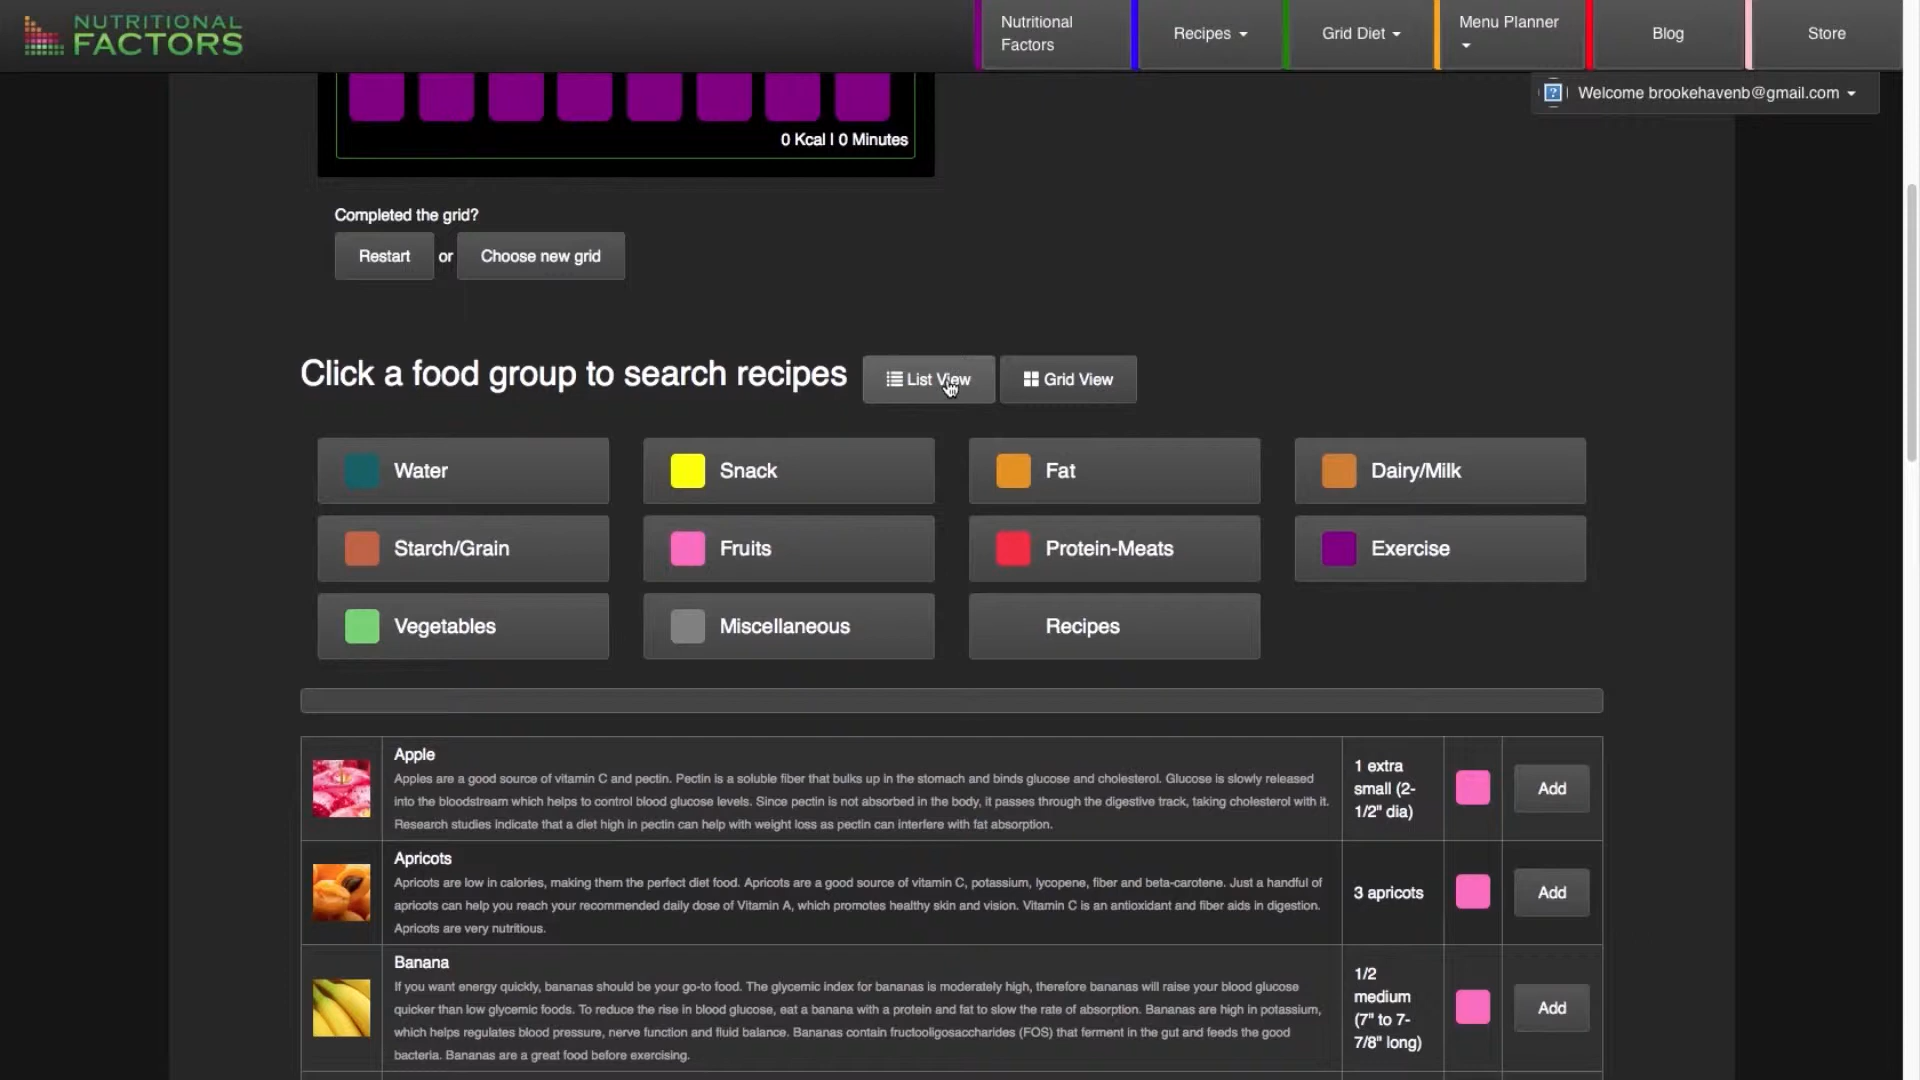 NUTRITIONAL
FACTORS
Nutritional
Factors
Recipes
Grid Diet
Menu Planner
Blog
Store
Welcome brookehavenb@gmail.com
0 Kcal | 0 Minutes
Completed the grid?
Restart or Choose new grid
Click a food group to search recipes List View Grid View
Water Snack Fat Dairy/Milk
Starch/Grain Fruits Protein-Meats Exercise
Vegetables Miscellaneous Recipes
Apple
Apples are a good source of vitamin C and pectin. Pectin is a soluble fiber that bulks up in the stomach and binds glucose and cholesterol. Glucose is slowly released
into the bloodstream which helps to control blood glucose levels. Since pectin is not absorbed in the body, it passes through the digestive track, taking cholesterol with it.
Research studies indicate that a diet high in pectin can help with weight loss as pectin can interfere with fat absorption.
1 extra
small (2-
1/2" dia)
Add
Apricots
Apricots are low in calories, making them the perfect diet food. Apricots are a good source of vitamin C, potassium, lycopene, fiber and beta-carotene. Just a handful of
apricots can help you reach your recommended daily dose of Vitamin A, which promotes healthy skin and vision. Vitamin C is an antioxidant and fiber aids in digestion.
Apricots are very nutritious.
3 apricots
Add
Banana
If you want energy quickly, bananas should be your go-to food. The glycemic index for bananas is moderately high, therefore bananas will raise your blood glucose
quicker than low glycemic foods. To reduce the rise in blood glucose, eat a banana with a protein and fat to slow the rate of absorption. Bananas are high in potassium,
which helps regulates blood pressure, nerve function and fluid balance. Bananas contain fructooligosaccharides (FOS) that ferment in the gut and feeds the good
bacteria. Bananas are a great food before exercising.
1/2
medium
(7" to 7-
7/8" long)
Add